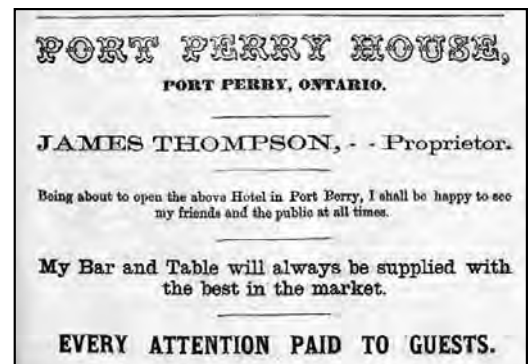 PORT PERRY HOUSE,
PORT PERRY, ONTARIO.
JAMES THOMPSON, - - Proprietor.
Being about to open the above Hotel in Port Perry, I shall be happy to see
my friends and the public at all times.
My Bar and Table will always be supplied with
the best in the market.
EVERY ATTENTION PAID TO GUESTS.